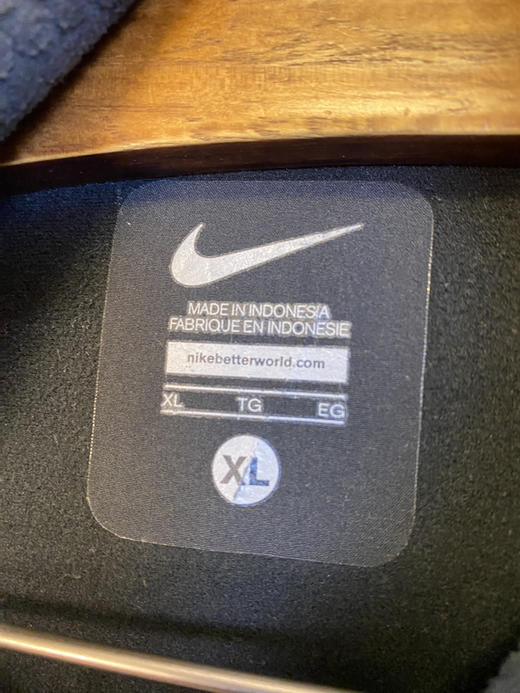 MADE IN INDONESIA
FABRIQUE EN INDONESIE
nikebetterworld.com
XL TG EG
XL